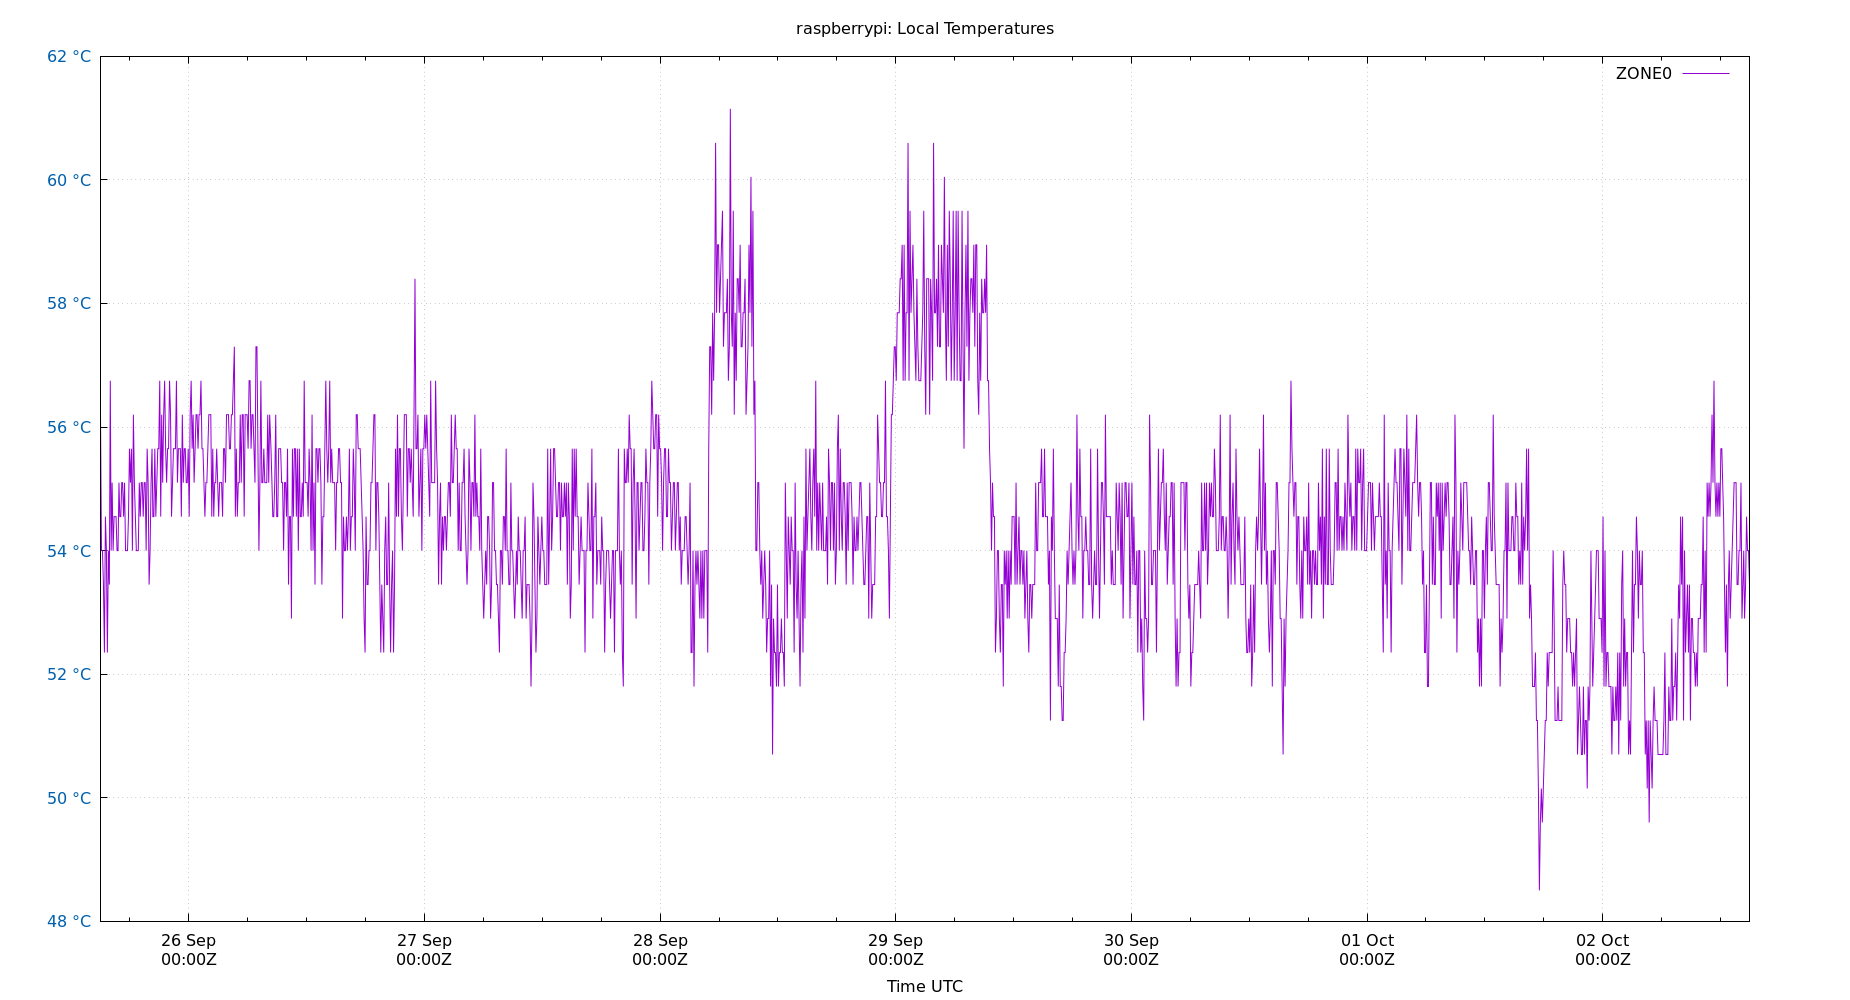 raspberrypi: Local Temperatures
62 °C
ZONE0
60 °C
58 °C
56 °C
54 °C
52 °C
50 °C
48 °C
26 Sep 27 Sep 28 Sep 29 Sep 30 Sep 01 Oct 02 Oct
00:00Z 00:00Z 00:00Z 00:00Z 00:00Z 00:00Z 00:00Z
Time UTC